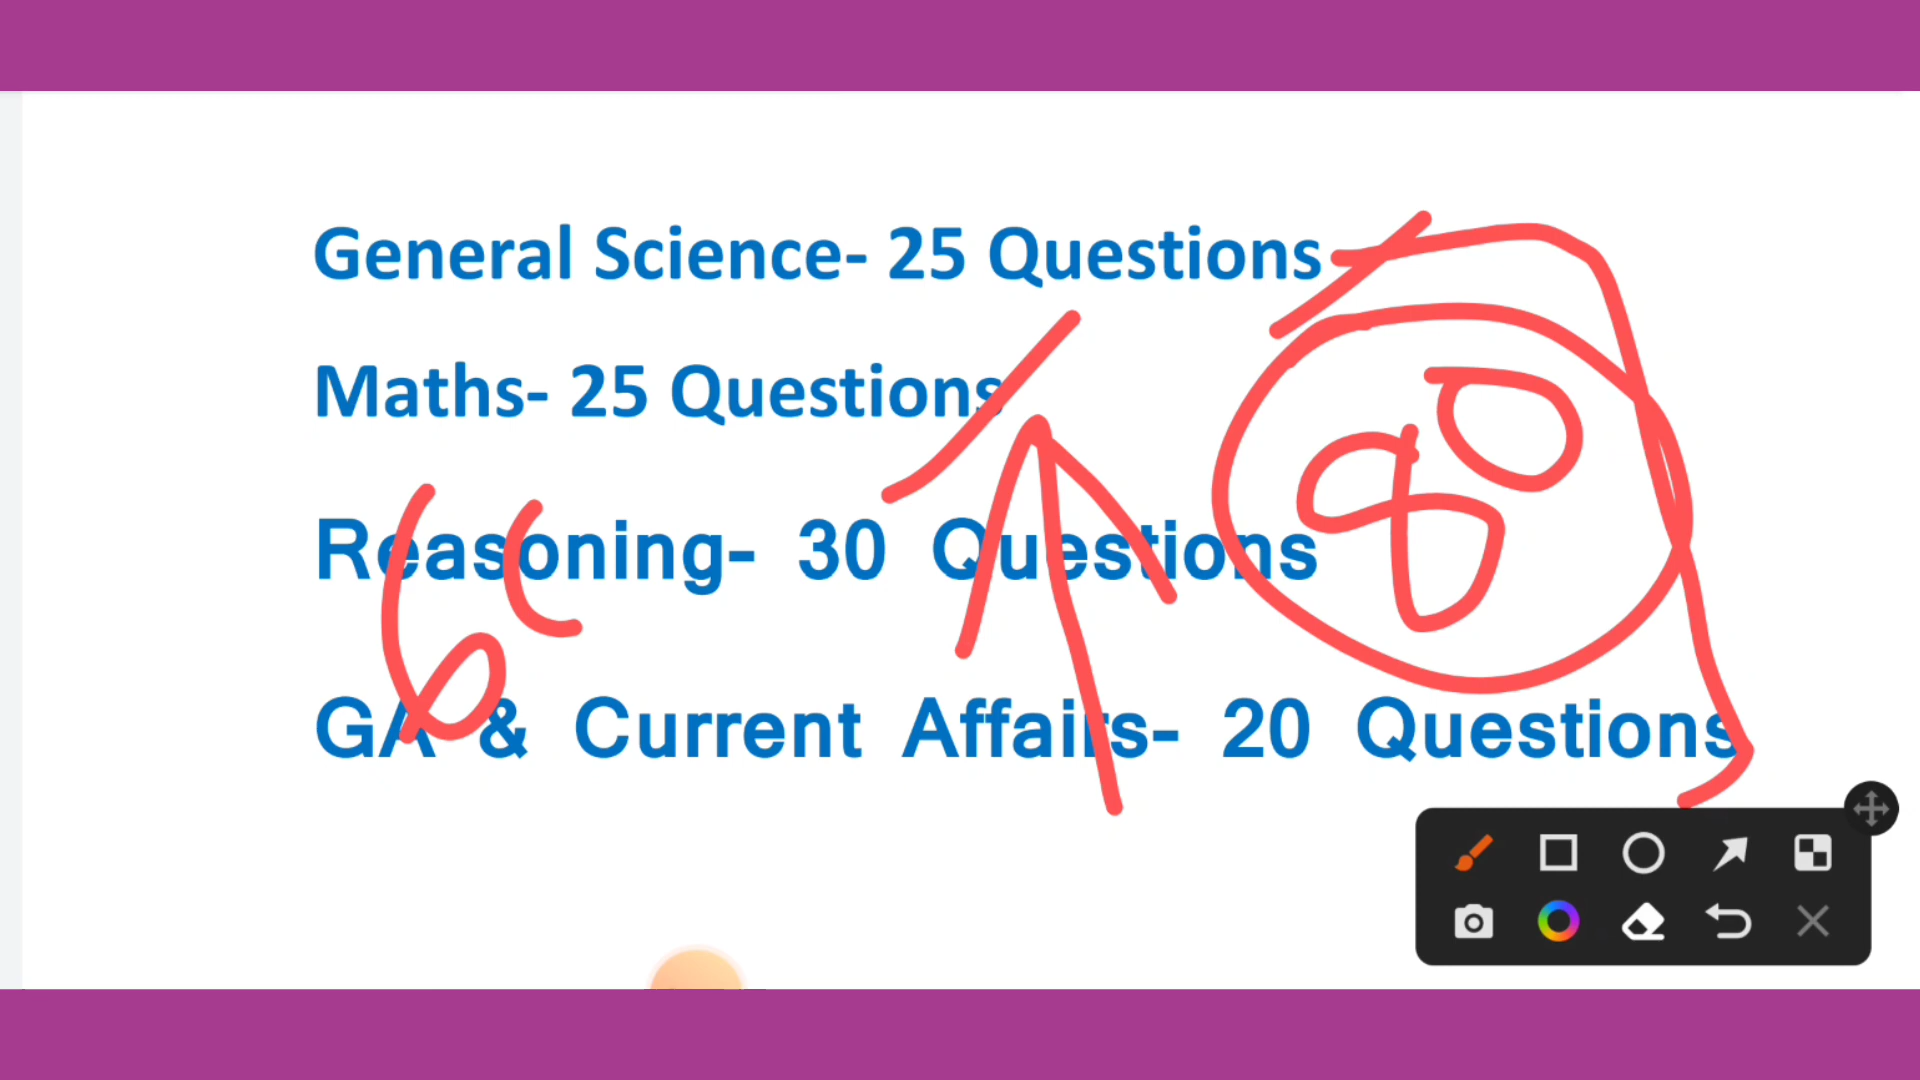 General Science- 25 Questions
Maths- 25 Questions
80
Reasoning- 30 Questions
GA & Current Affairs- 20 Questions